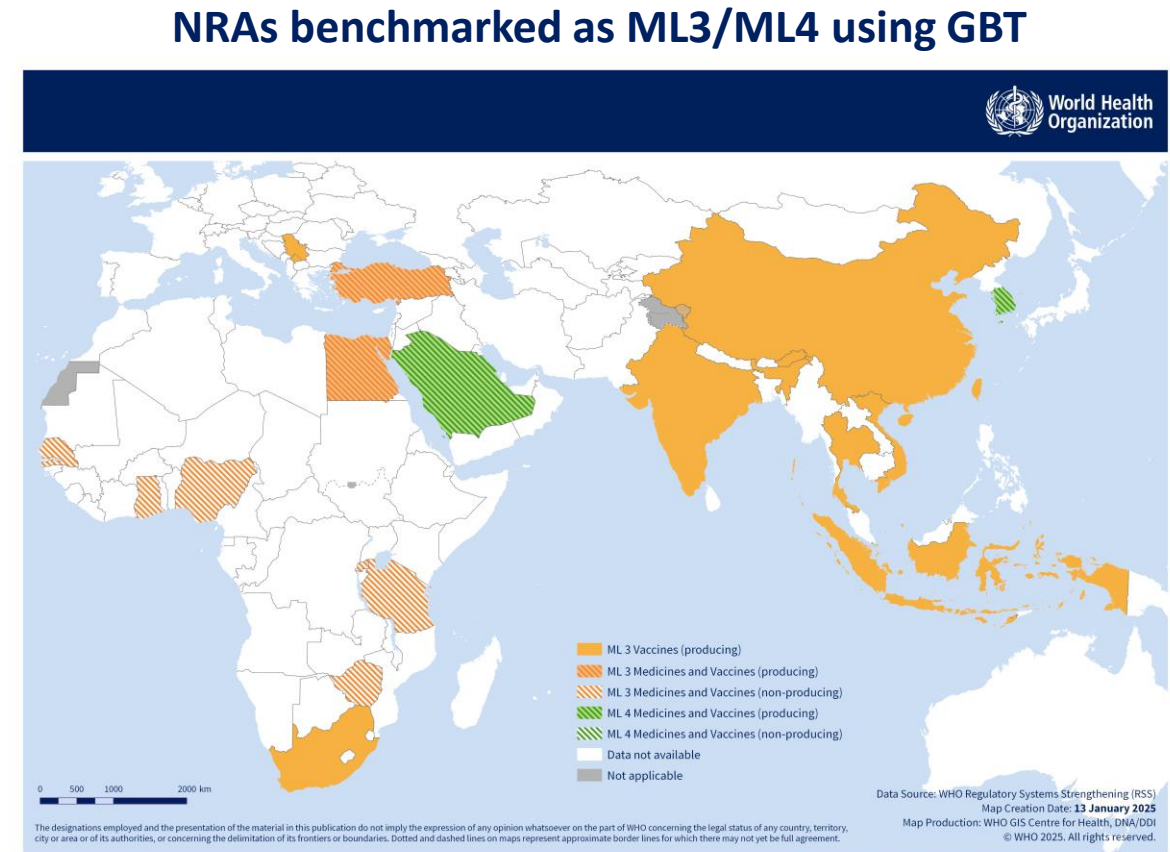 NRAs benchmarked as ML3/ML4 using GBT
World Health
Organization
ML 3 Vaccines (producing)
ML 3 Medicines and Vaccines (producing)
ML 3 Medicines and Vaccines (non-producing)
ML 4 Medicines and Vaccines (producing)
ML 4 Medicines and Vaccines (non-producing)
Data not available
Not applicable
0 500 1000 2000 km
Data Source: WHO Regulatory Systems Strengthening (RSS)
Map Creation Date: 13 January 2025
Map Production: WHO GIS Centre for Health, DNA/DDI
© WHO 2025. All rights reserved.
The designations employed and the presentation of the material in this publication do not imply the expression of any opinion whatsoever on the part of WHO concerning the legal status of any country, territory,
city or area or of its authorities, or concerning the delimitation of its frontiers or boundaries. Dotted and dashed lines on maps represent approximate border lines for which there may not yet be full agreement.